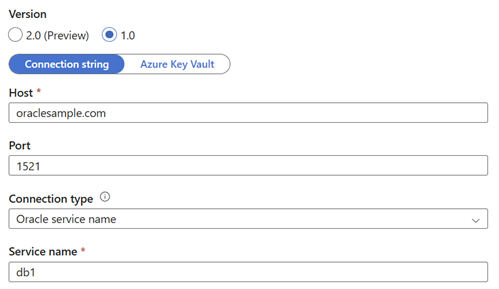 Version
2.0 (Preview) 1.0
Connection string Azure Key Vault
Host *
oraclesample.com
Port
1521
Connection type
Oracle service name
Service name *
db1